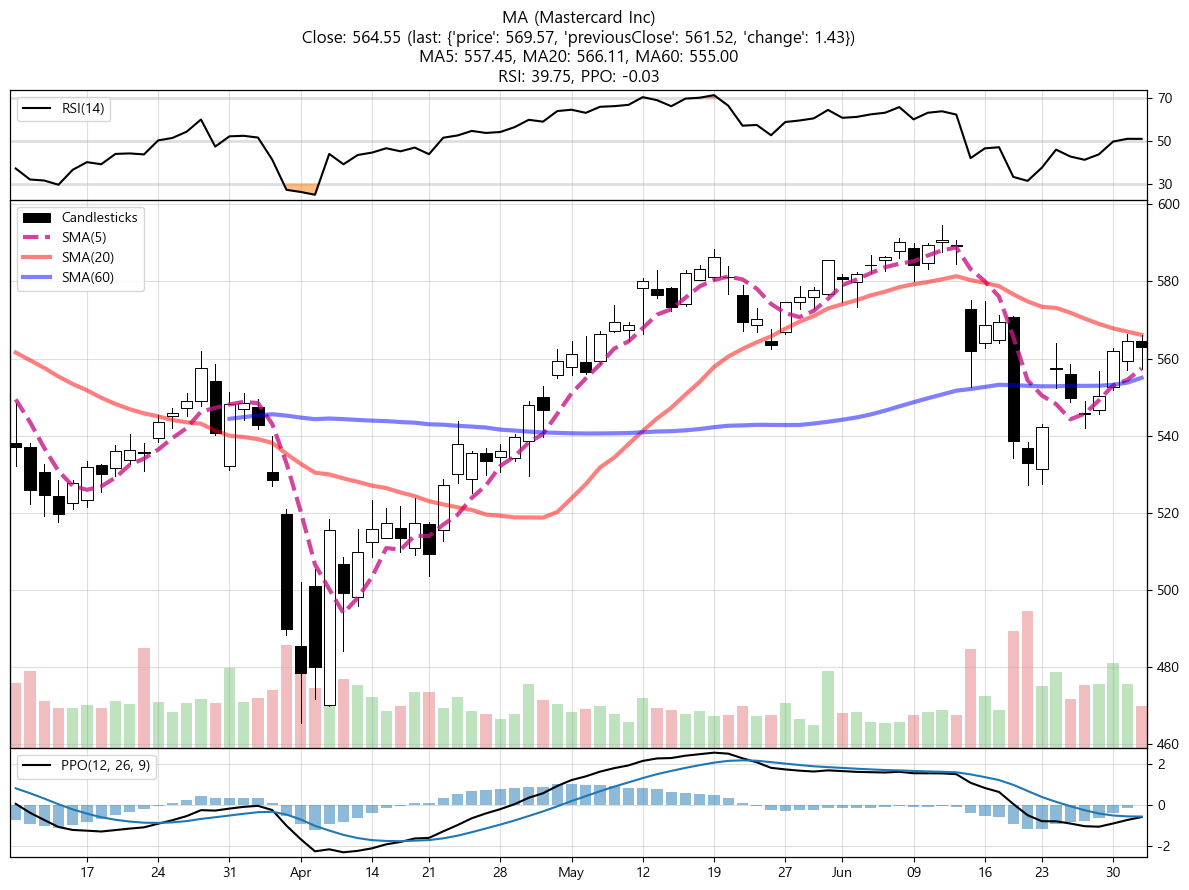 MA (Mastercard Inc)
Close: 564.55 (last: {'price': 569.57, 'previousClose': 561.52, 'change': 1.43})
MA5: 557.45, MA20: 566.11, MA60: 555.00
RSI: 39.75, PPO: -0.03
RSI(14)
70
50
30
Candlesticks
SMA(5)
SMA(20)
SMA(60)
600
580
560
540
520
500
480
460
PPO(12, 26, 9)
2
0
-2
17 24 31 Apr 14 21 28 May 12 19 27 Jun 09 16 23 30